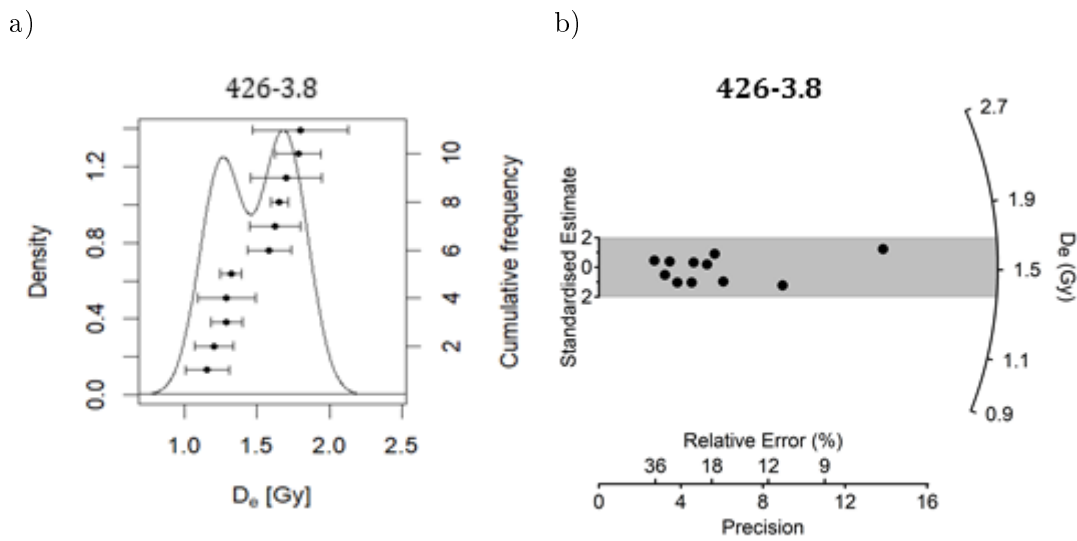 a)
b)
426-3.8
Density
0.0
0.4
0.8
1.2
2
4
6
8
10
Cumulative frequency
1.0 1.5 2.0 2.5
De [Gy]
426-3.8
Standardised Estimate
2
0
2
2.7
1.9
1.5
1.1
0.9
De (Gy)
Relative Error (%)
36 18 12 9
0 4 8 12 16
Precision